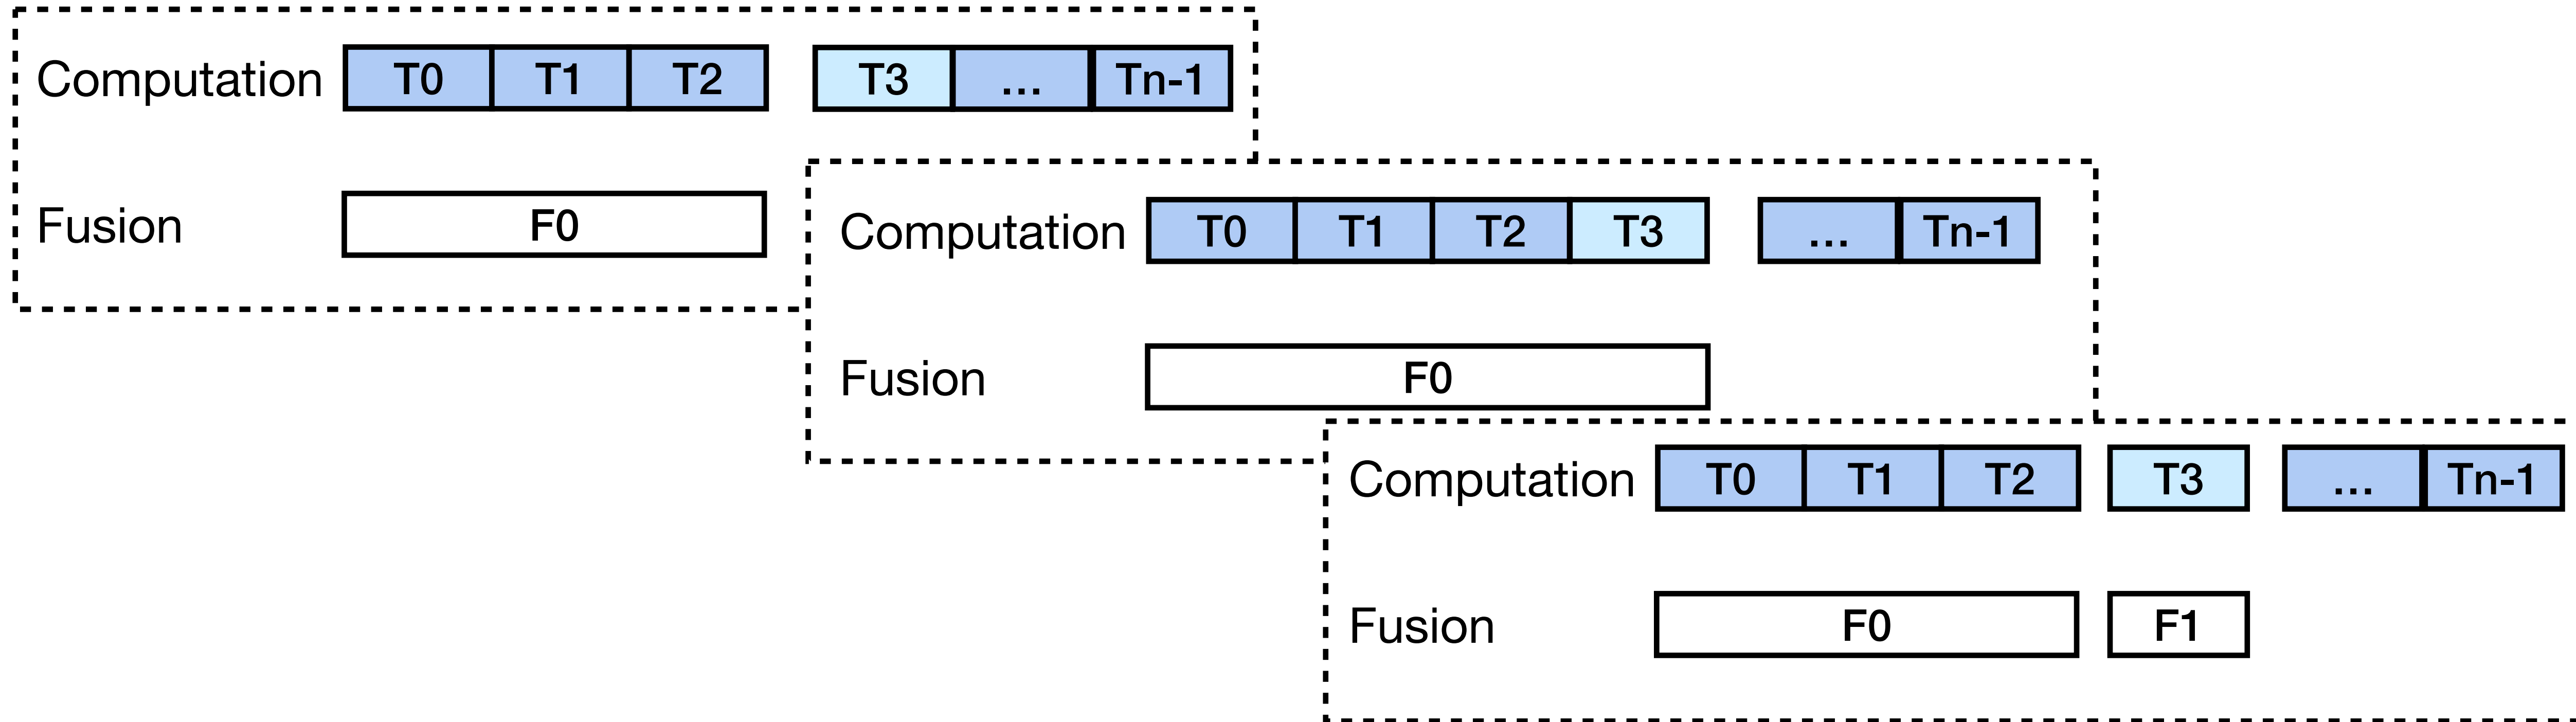 Computation T0 T1 T2 T3 ... Tn-1
Fusion F0
Computation T0 T1 T2 T3 ... Tn-1
Fusion F0
Computation T0 T1 T2 T3 ... Tn-1
Fusion F0 F1